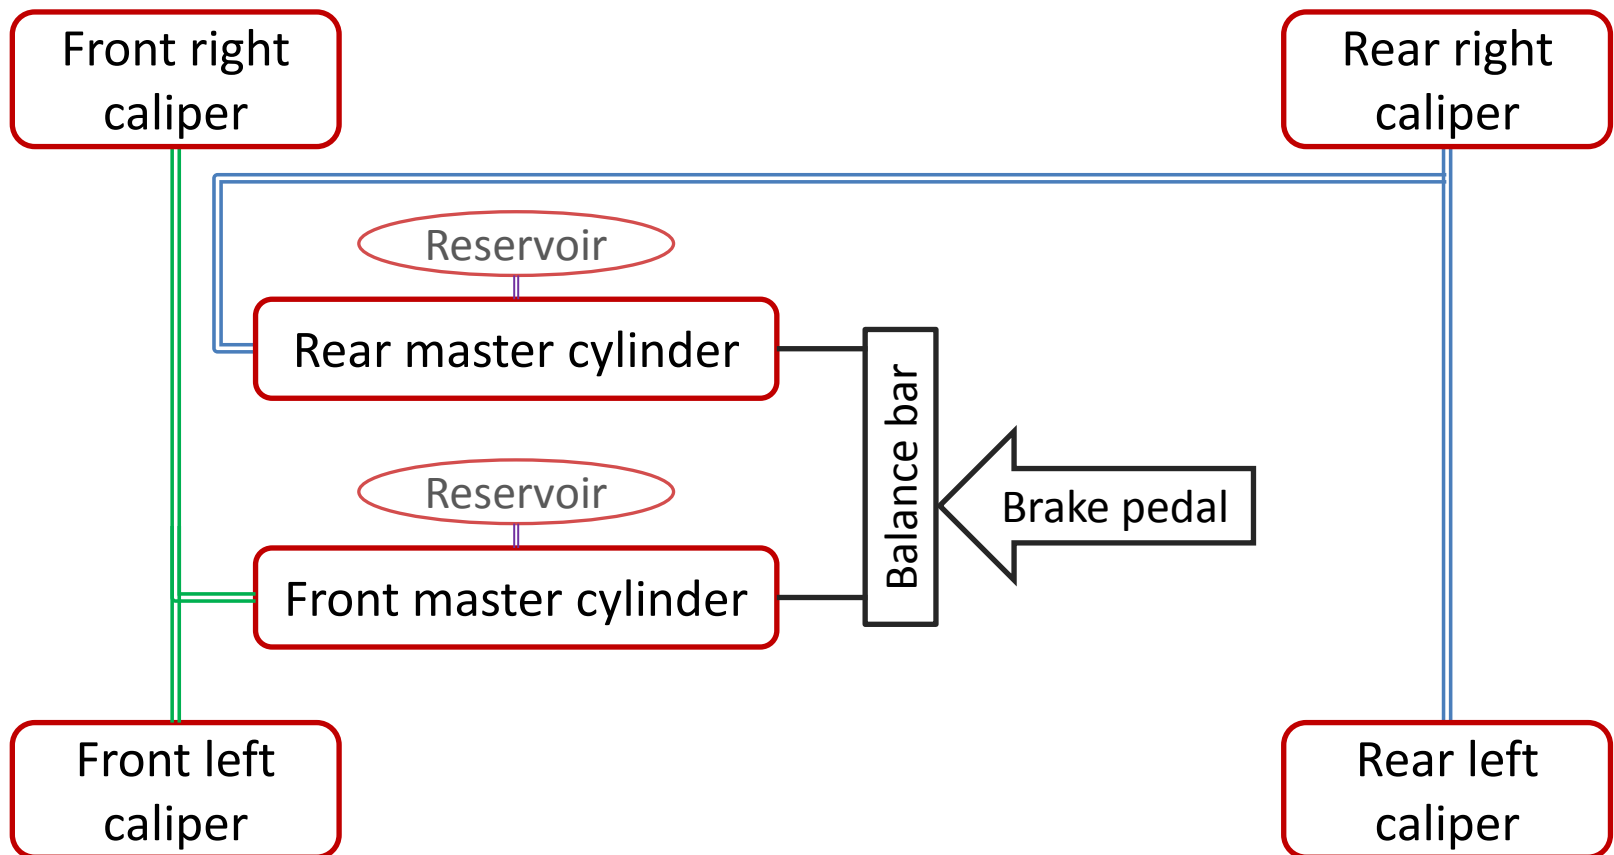 Front right
caliper
Rear right
caliper
Reservoir
Rear master cylinder
Balance bar
Reservoir
Brake pedal
Front master cylinder
Front left
caliper
Rear left
caliper